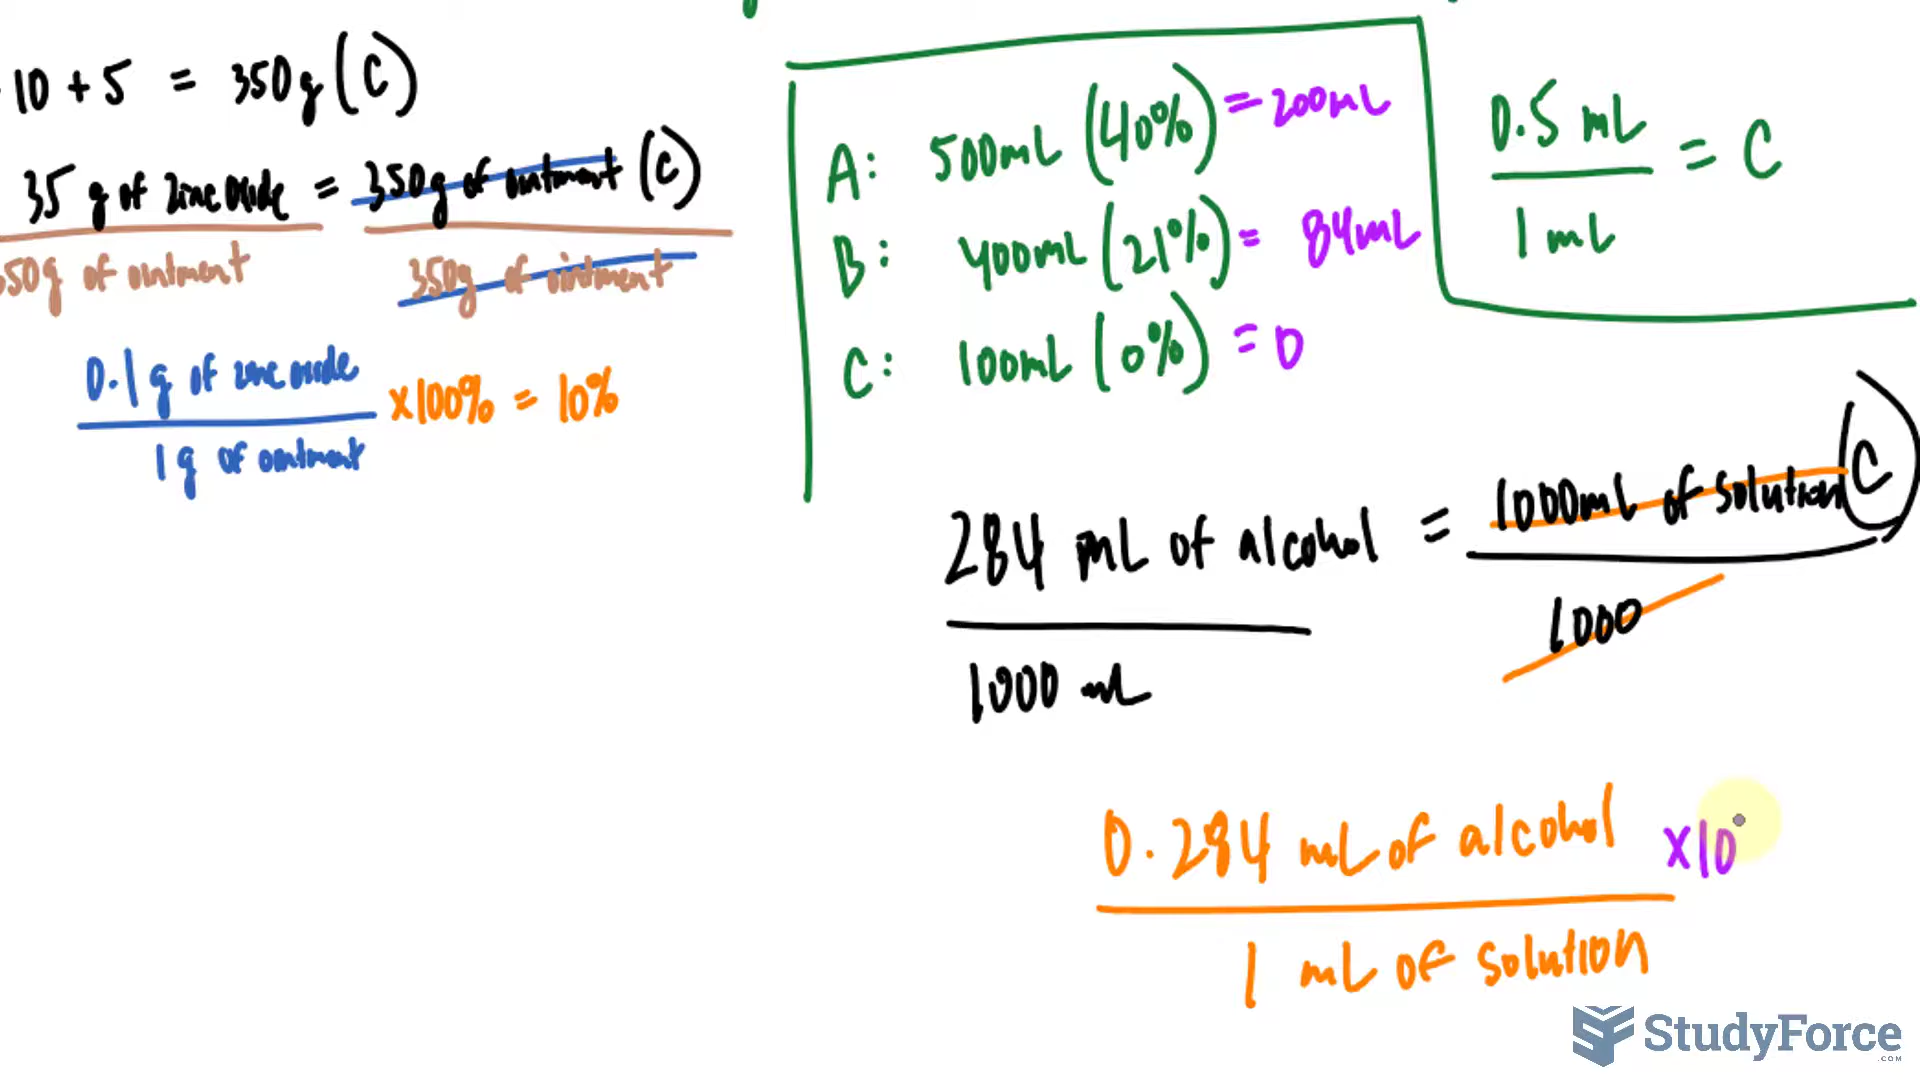 10 + 5 = 350g (C)
35 g of zinc oxide = 350g of ointment (C)
350g of ointment 350g of ointment
0.1 g of zinc oxide x100% = 10%
1 g of ointment
A: 500mL (40%) = 200mL
B: 400mL (21%) = 84mL
C: 100mL (0%) = 0
0.5 mL = C
1 mL
284 mL of alcohol = 1000mL of solution (C)
1000 mL 1000
0.284 mL of alcohol x10
1 mL of solution
StudyForce
.COM